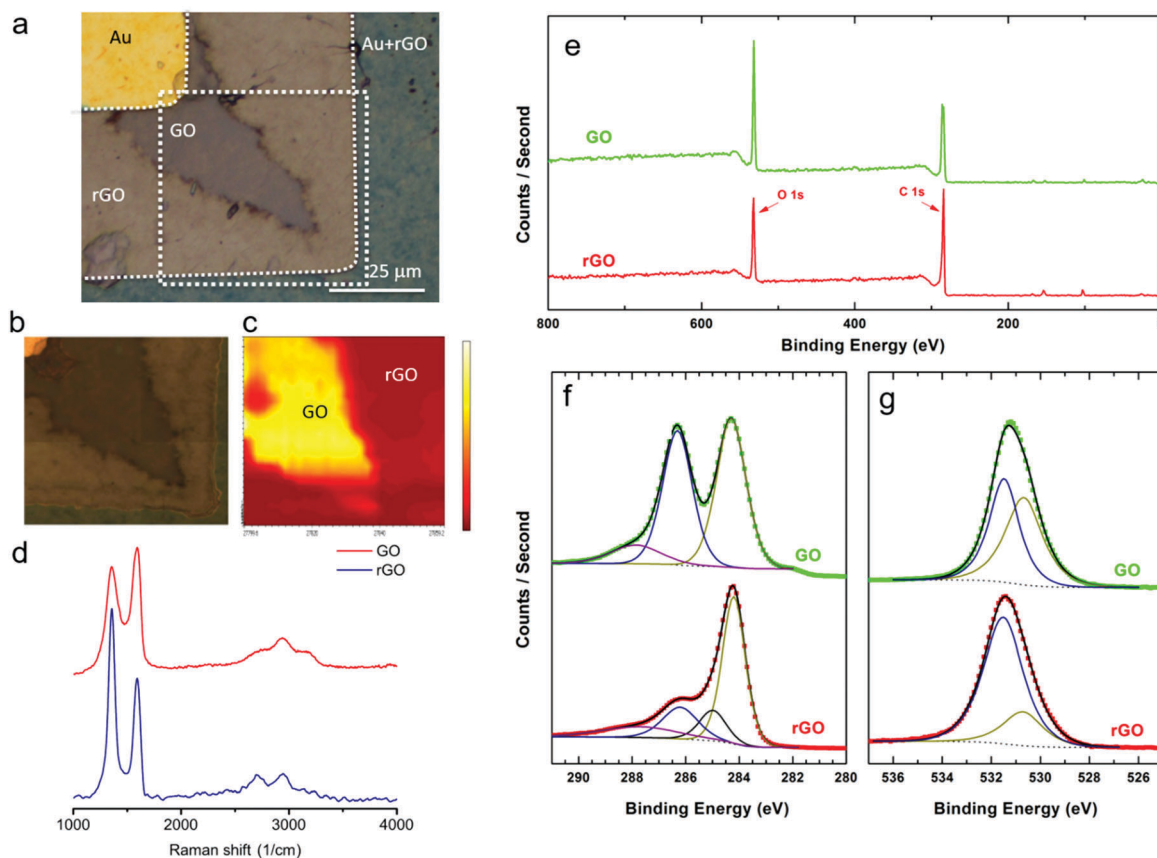 a
Au
Au+rGO
GO
rGO
25 µm
b
c
rGO
GO
d
GO
rGO
1000 2000 3000 4000
Raman shift (1/cm)
e
Counts / Second
GO
O 1s
C 1s
rGO
800 600 400 200
Binding Energy (eV)
f
g
Counts / Second
GO
GO
rGO
rGO
290 288 286 284 282 280
536 534 532 530 528 526
Binding Energy (eV)
Binding Energy (eV)